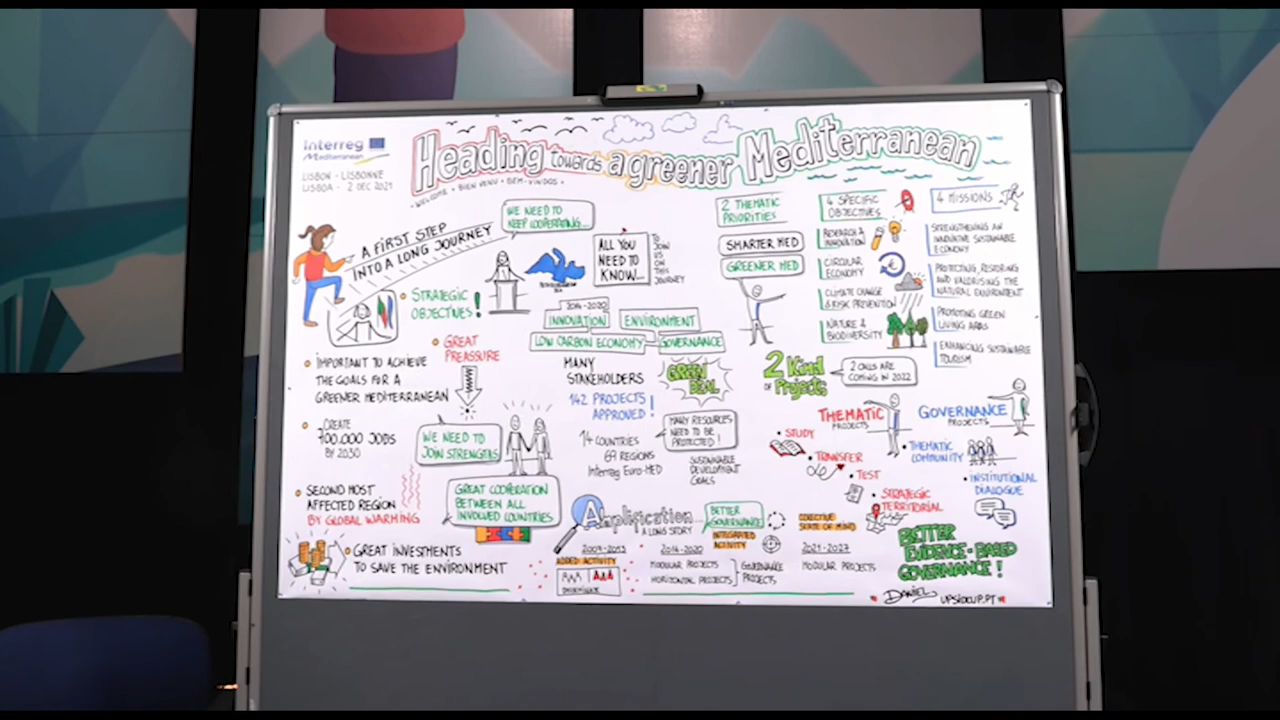 Interreg
Mediterranean
LISBON - LISBONNE
LISBOA - 2 DEC 2021
Heading towards a greener Mediterranean
• WELCOME • BIEN VENU • BEM-VINDOS •
A FIRST STEP
INTO A LONG JOURNEY
WE NEED TO
KEEP COOPERATING...
ALL YOU
NEED TO
KNOW...
TO
JOIN
US
ON
THIS
JOURNEY
STRATEGIC
OBJECTIVES!
GREAT
PREASSURE
IMPORTANT TO ACHIEVE
THE GOALS FOR A
GREENER MEDITERRANEAN
CREATE
700.000 JODS
BY 2030
SECOND MOST
AFFECTED REGION
BY GLOBAL WARMING
GREAT INVESTMENTS
TO SAVE THE ENVIRONMENT
WE NEED TO
JOIN STRENGTHS
GREAT COOPERATION
BETWEEN ALL
INVOLVED COUNTRIES
2014-2020
INNOVATION
ENVIRONMENT
LOW CARBON ECONOMY
GOVERNANCE
MANY
STAKEHOLDERS
142 PROJECTS
APPROVED!
14 COUNTRIES
69 REGIONS
Interreg Euro-MED
GREEN
DEAL
MANY RESOURCES
NEED TO BE
PROTECTED!
SUSTAINABLE
DEVELOPMENT
GOALS
2 THEMATIC
PRIORITIES
SMARTER MED
GREENER MED
4 SPECIFIC
OBJECTIVES
RESEARCH &
INNOVATION
CIRCULAR
ECONOMY
CLIMATE CHANGE
& RISK PREVENTION
NATURE &
BIODIVERSITY
4 MISSIONS
STRENGTHENING AN
INNOVATIVE SUSTAINABLE
ECONOMY
PROTECTING, RESTORING
AND VALORISING THE
NATURAL ENVIRONMENT
PROMOTING GREEN
LIVING AREAS
ENHANCING SUSTAINABLE
TOURISM
2 Kind
OF Projects
2 CALLS ARE
COMING IN 2022
THEMATIC
PROJECTS
• STUDY
• TRANSFER
• TEST
• STRATEGIC
TERRITORIAL
GOVERNANCE
PROJECTS
• THEMATIC
COMMUNITY
• INSTITUTIONAL
DIALOGUE
Amplification
A LONG STORY
BETTER
GOVERNANCE
INTEGRATED
ACTIVITY
2007-2013
ADDED ACTIVITY
2014-2020
MODULAR PROJECTS
HORIZONTAL PROJECTS
GOVERNANCE
PROJECTS
STATE OF MIND
2021-2027
MODULAR PROJECTS
BETTER
EVIDENCE-BASED
GOVERNANCE!
DANIEL
UPSIDEUP.PT